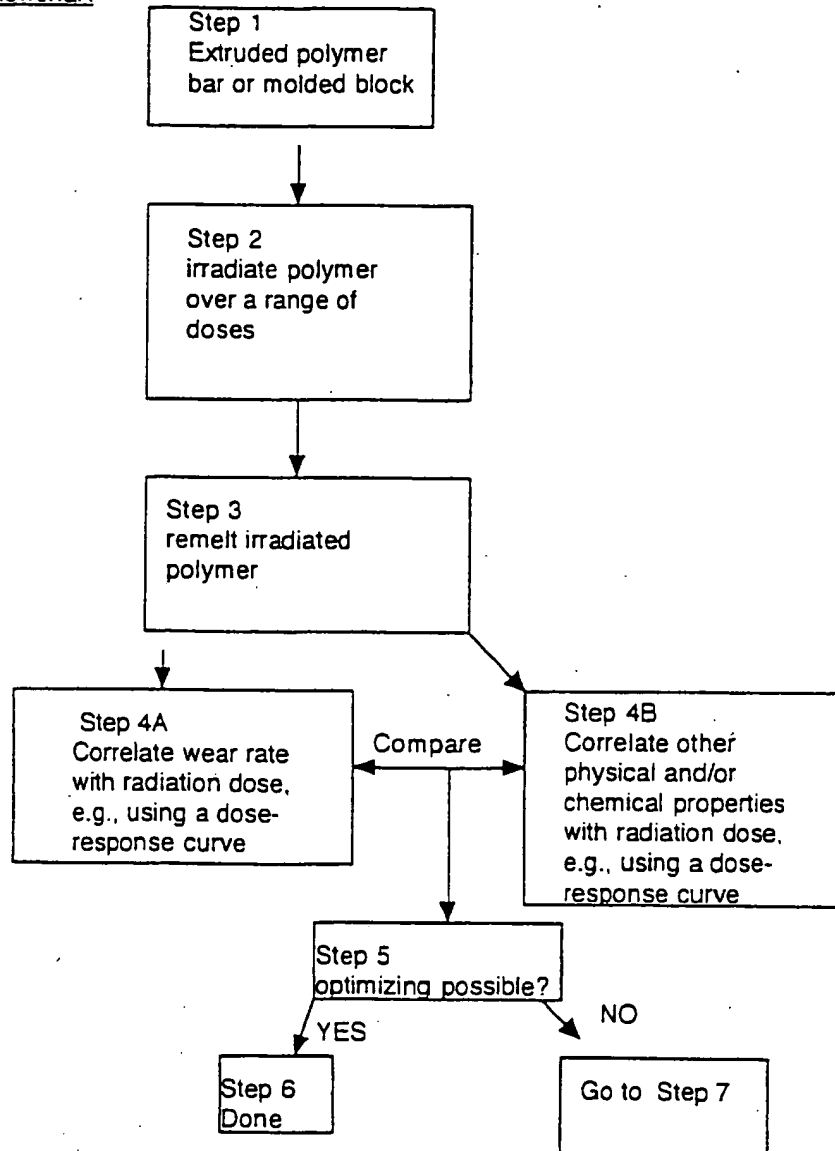 Step 1
Extruded polymer
bar or molded block
Step 2
irradiate polymer
over a range of
doses
Step 3
remelt irradiated
polymer
Step 4A
Correlate wear rate
with radiation dose,
e.g., using a dose-
response curve
Compare
Step 4B
Correlate other
physical and/or
chemical properties
with radiation dose,
e.g., using a dose-
response curve
Step 5
optimizing possible?
YES
NO
Step 6
Done
Go to Step 7